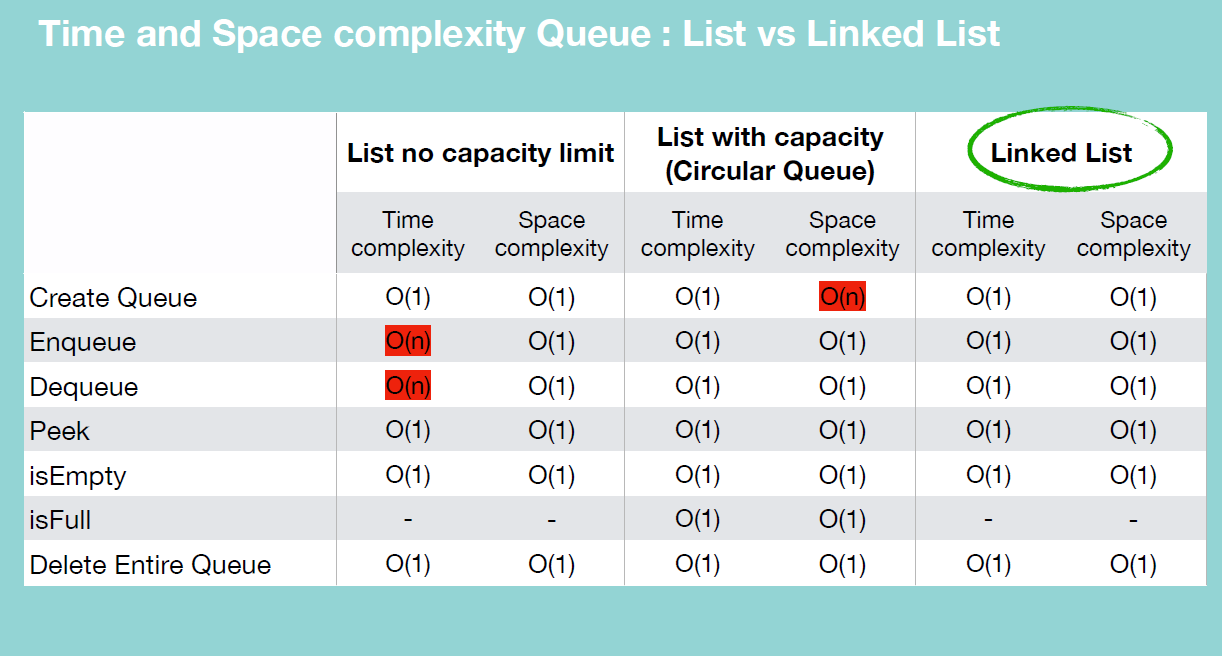 Time and Space complexity Queue : List vs Linked List
List no capacity limit
List with capacity
(Circular Queue)
Linked List
Time
complexity
Space
complexity
Time
complexity
Space
complexity
Time
complexity
Space
complexity
Create Queue O(1) O(1) O(1) O(n) O(1) O(1)
Enqueue O(n) O(1) O(1) O(1) O(1) O(1)
Dequeue O(n) O(1) O(1) O(1) O(1) O(1)
Peek O(1) O(1) O(1) O(1) O(1) O(1)
isEmpty O(1) O(1) O(1) O(1) O(1) O(1)
isFull - - O(1) O(1) - -
Delete Entire Queue O(1) O(1) O(1) O(1) O(1) O(1)